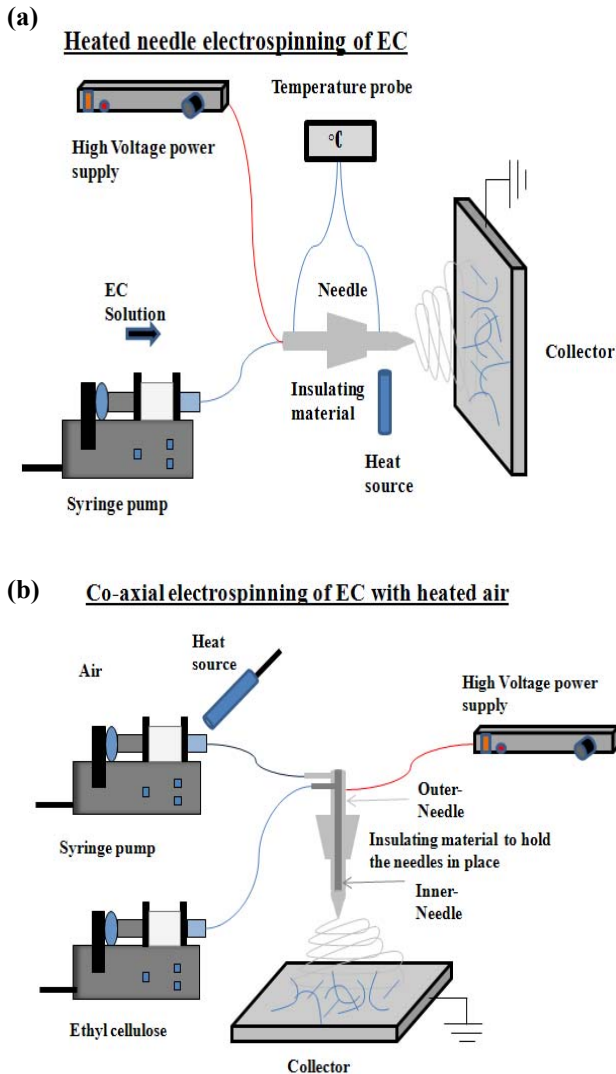 (a)
Heated needle electrospinning of EC
Temperature probe
°C
High Voltage power
supply
EC
Solution
Needle
Collector
Insulating
material
Heat
source
Syringe pump
(b)
Co-axial electrospinning of EC with heated air
Heat
source
Air
High Voltage power
supply
Outer-
Needle
Insulating material to hold
the needles in place
Inner-
Needle
Syringe pump
Ethyl cellulose
Collector